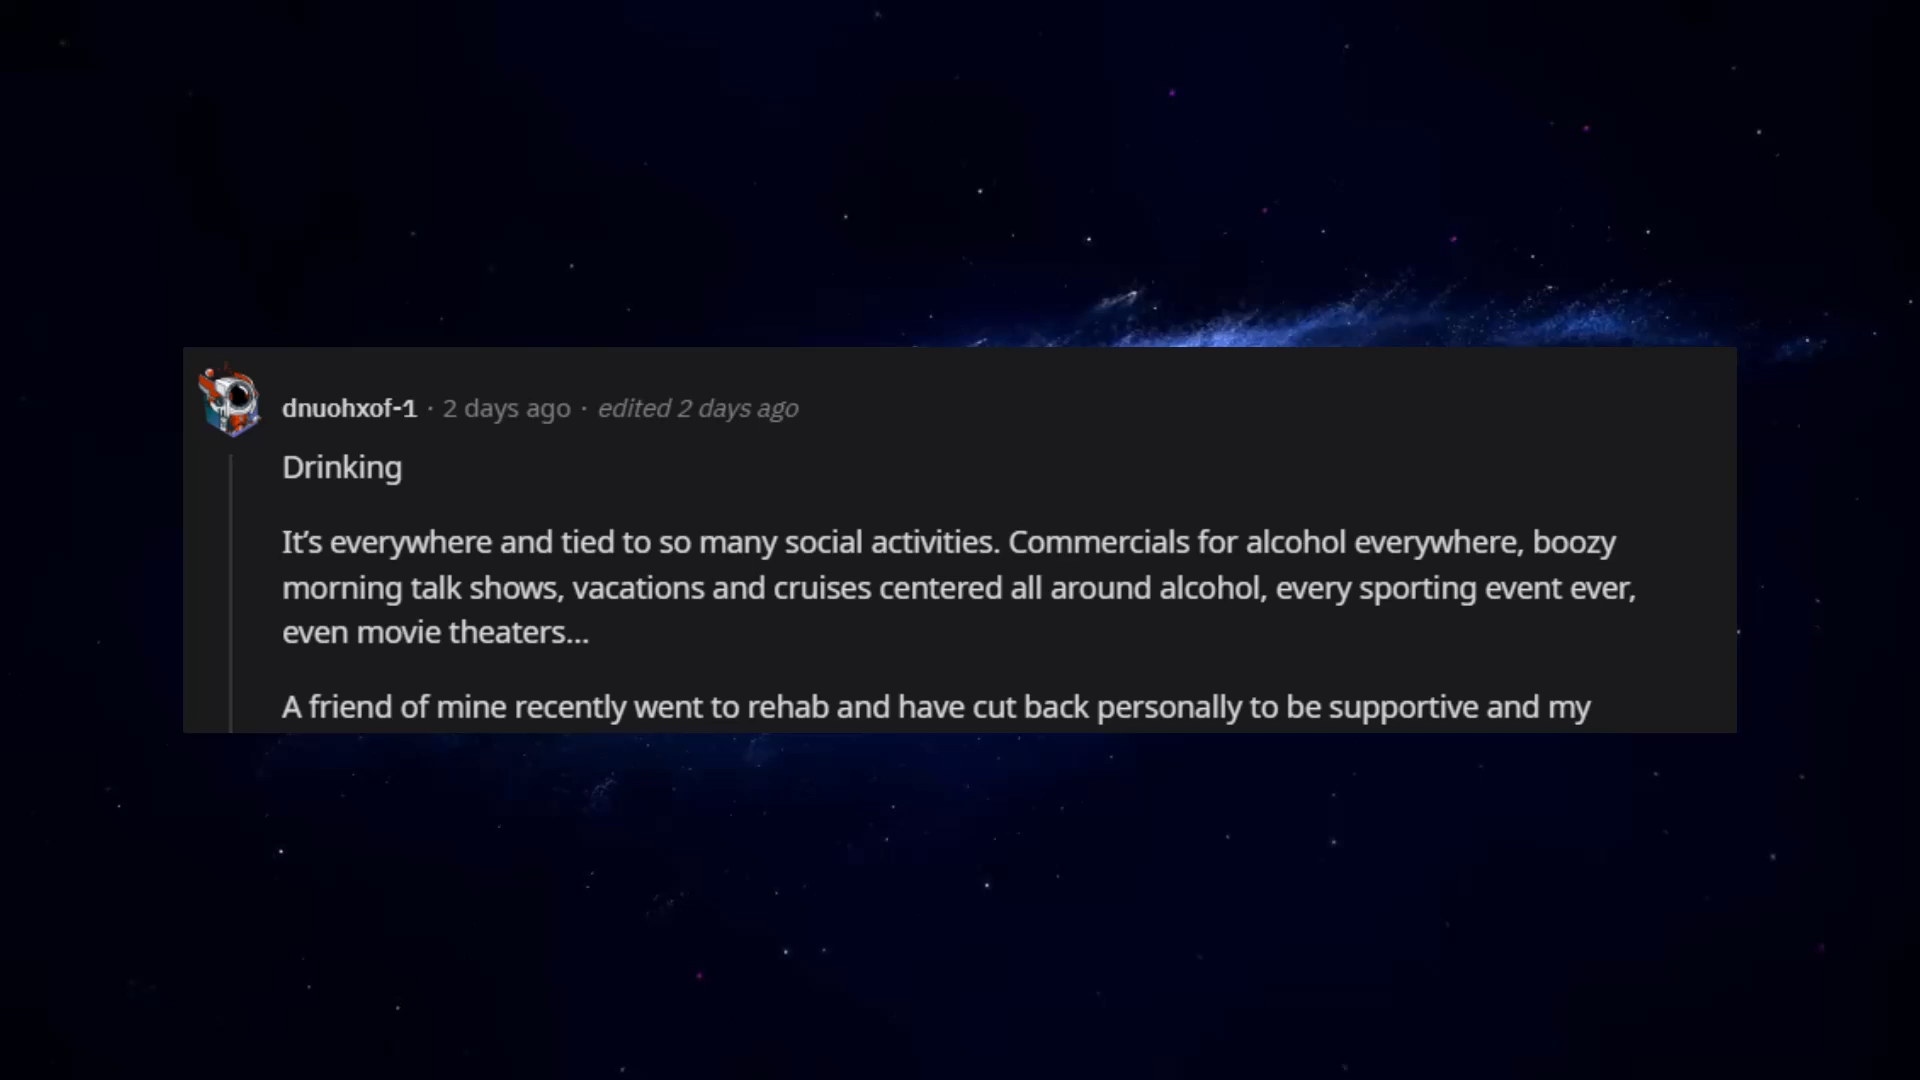 dnuohxof-1 · 2 days ago · edited 2 days ago
Drinking
It’s everywhere and tied to so many social activities. Commercials for alcohol everywhere, boozy
morning talk shows, vacations and cruises centered all around alcohol, every sporting event ever,
even movie theaters...
A friend of mine recently went to rehab and have cut back personally to be supportive and my